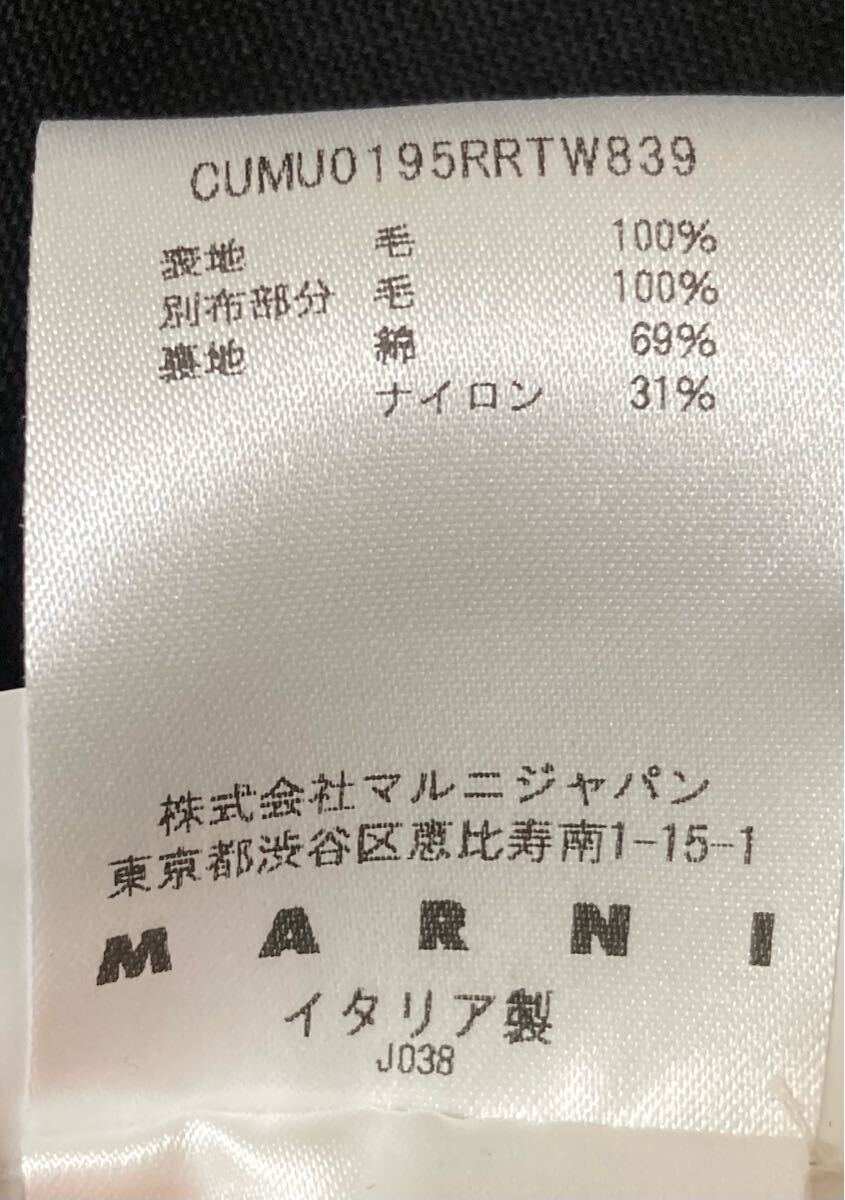 CUMU0195RRTW839
表地 毛 100%
別布部分 毛 100%
裏地 綿 69%
ナイロン 31%
株式会社マルニジャパン
東京都渋谷区恵比寿南1-15-1
MARNI
イタリア製
J038